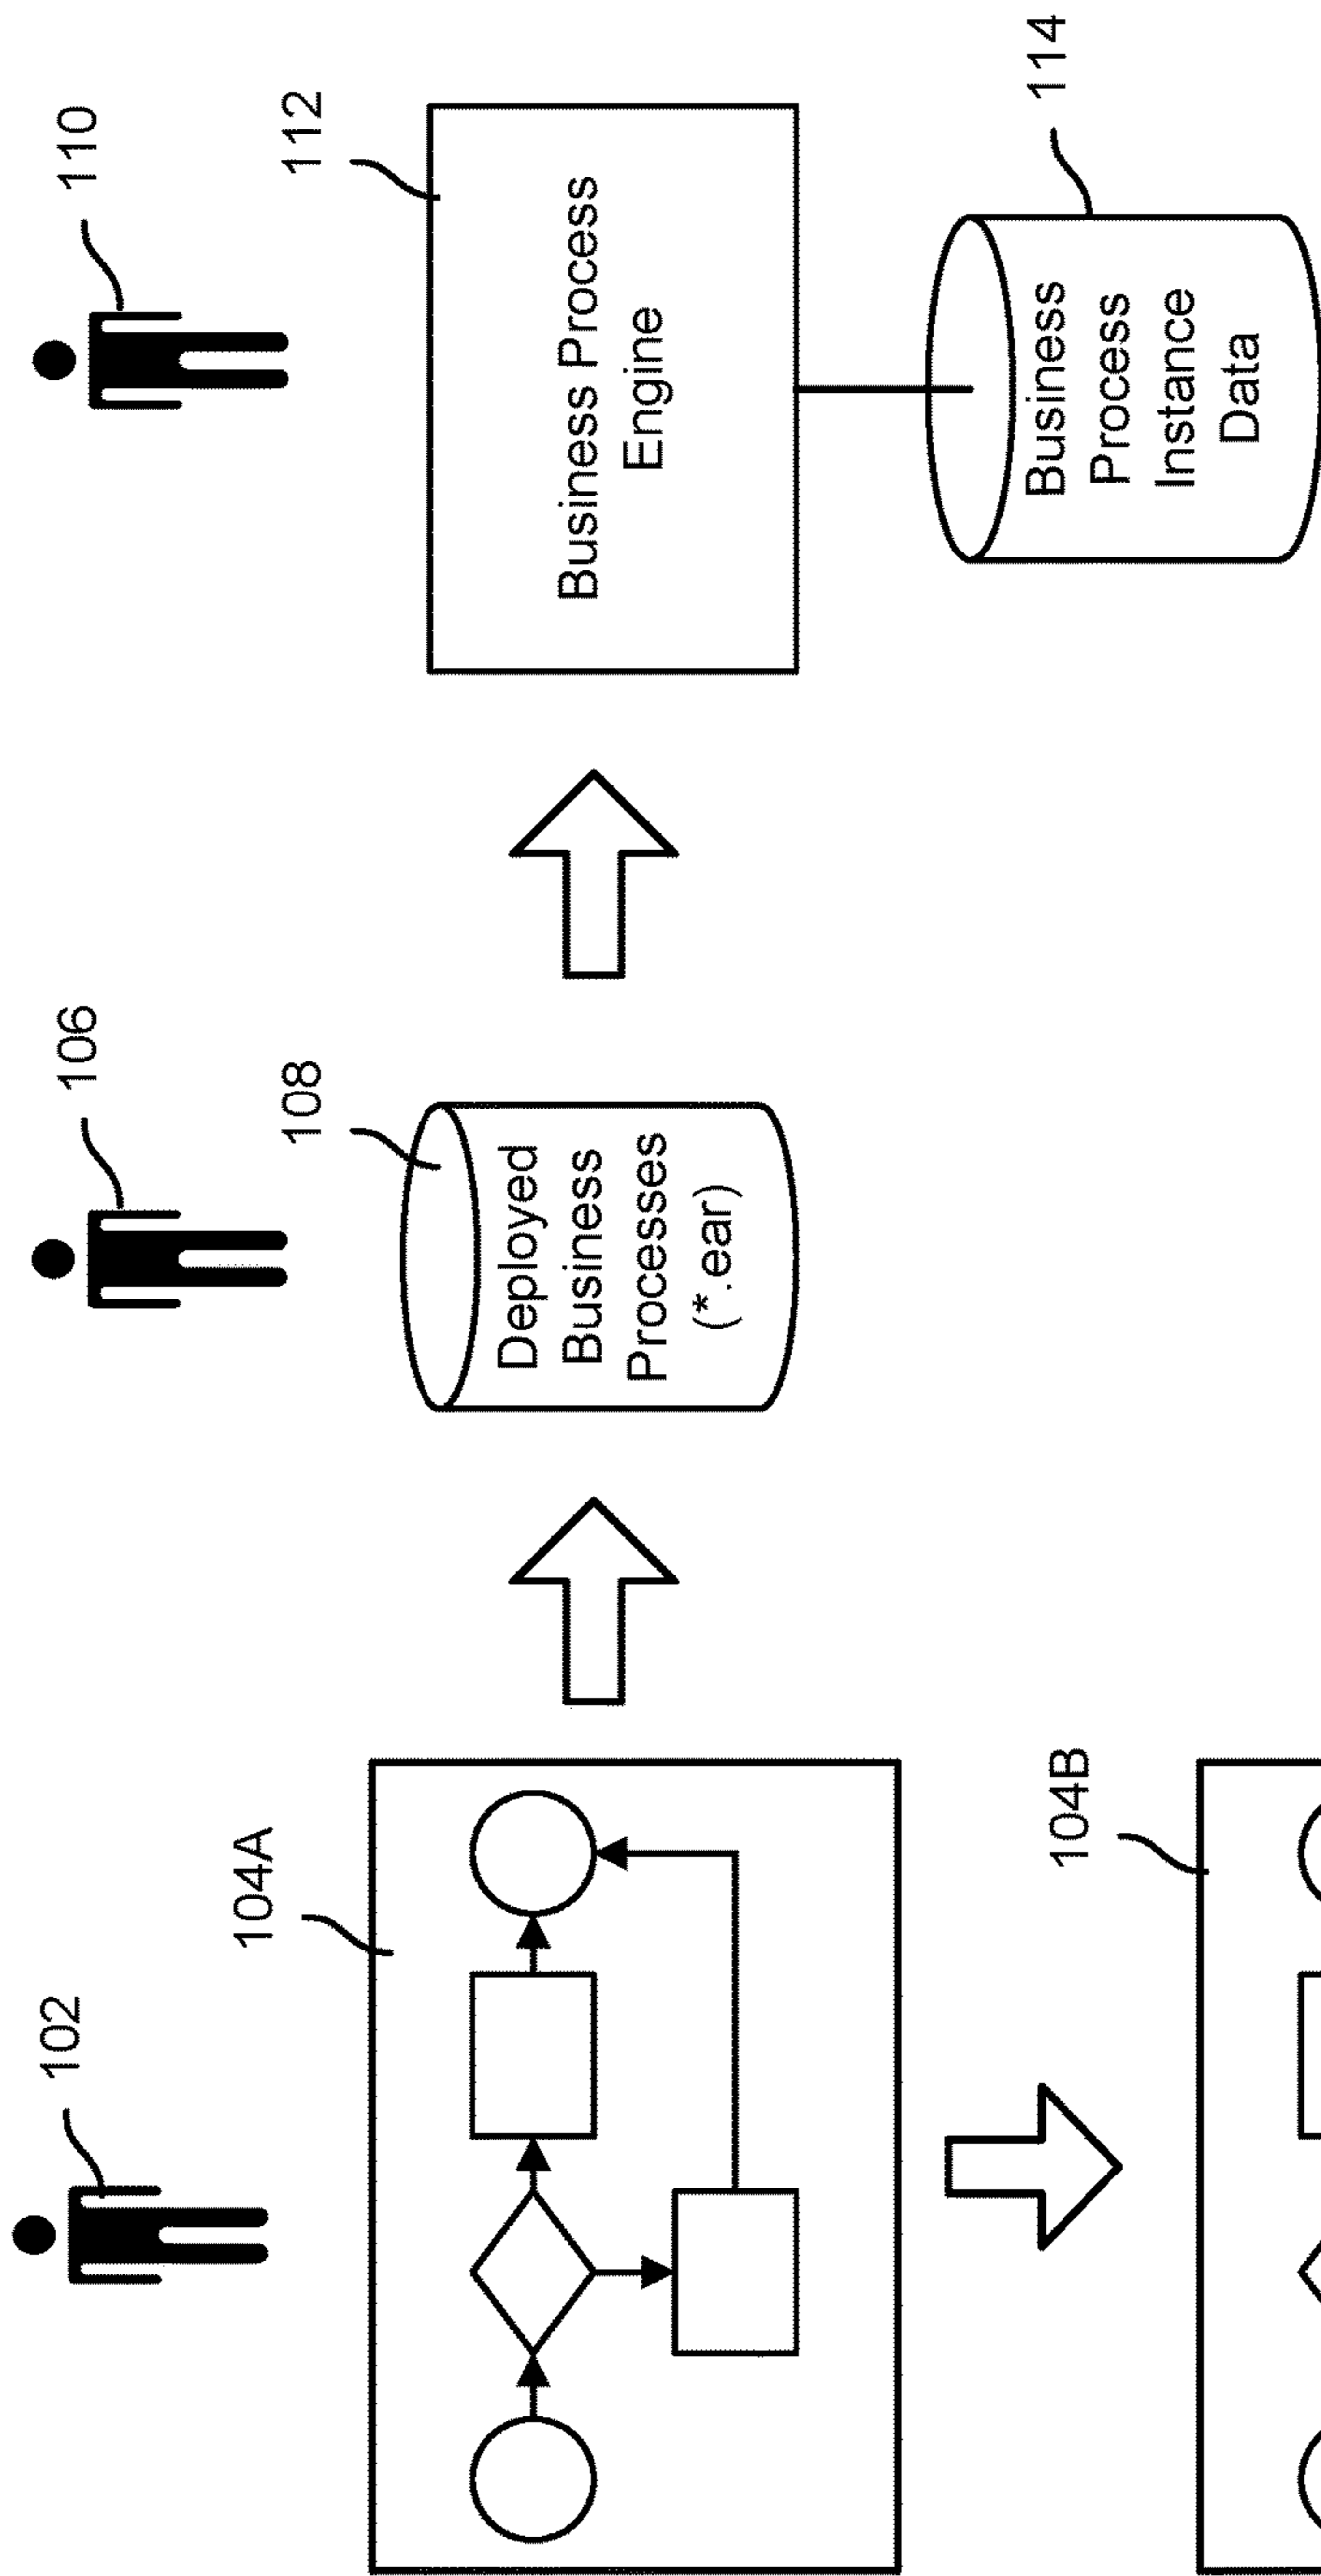 102
106
110
104A
108
112
Deployed
Business
Processes
(*.ear)
Business Process
Engine
104B
114
Business
Process
Instance
Data